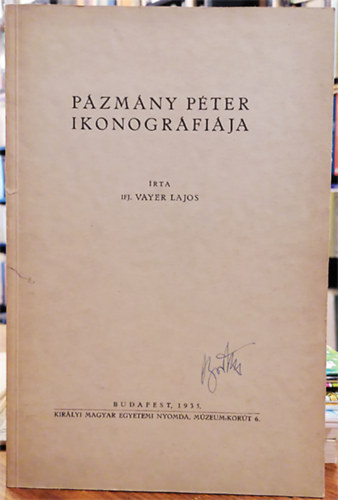 PÁZMÁNY PÉTER
IKONOGRÁFIÁJA
ÍRTA
IFJ. VAYER LAJOS
BUDAPEST, 1935.
KIRÁLYI MAGYAR EGYETEMI NYOMDA, MÚZEUM-KÖRÚT 6.